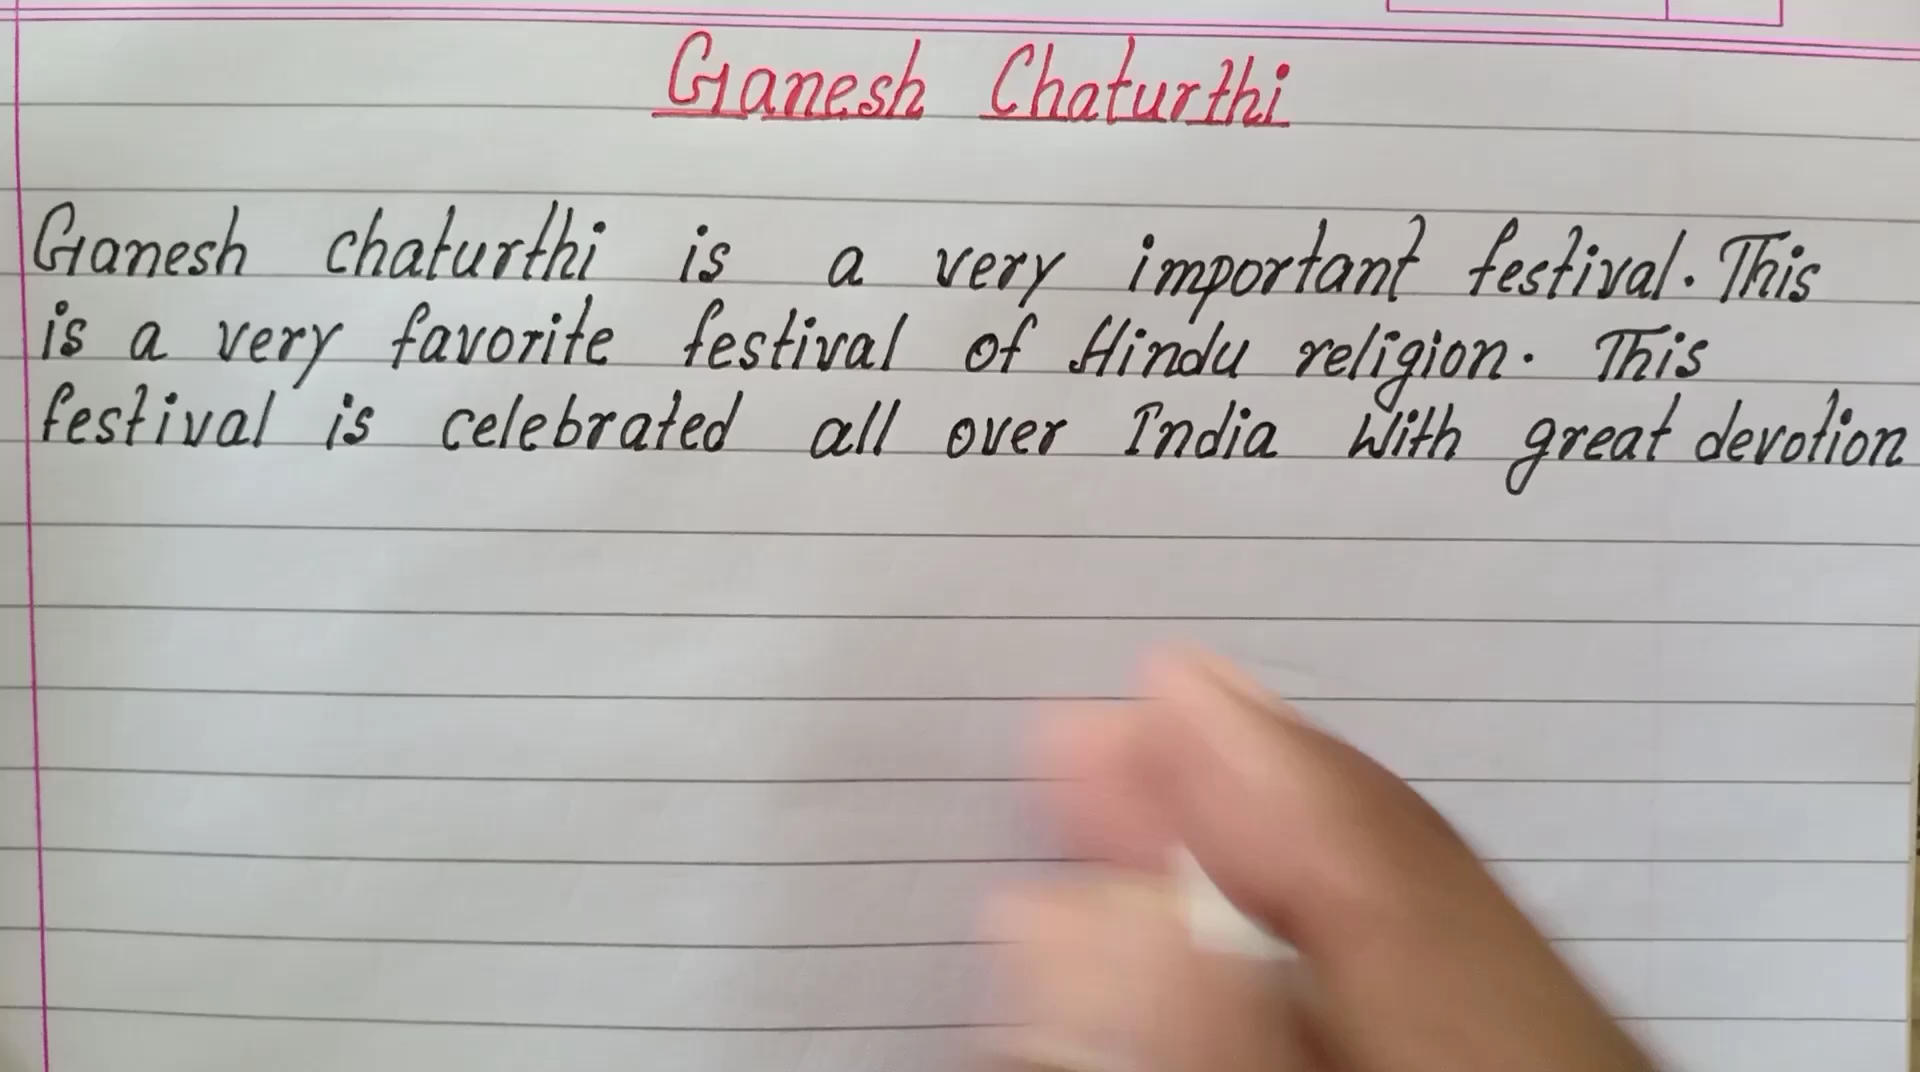 Ganesh Chaturthi
Ganesh chaturthi is a very important festival. This
is a very favorite festival of Hindu religion. This
festival is celebrated all over India with great devotion